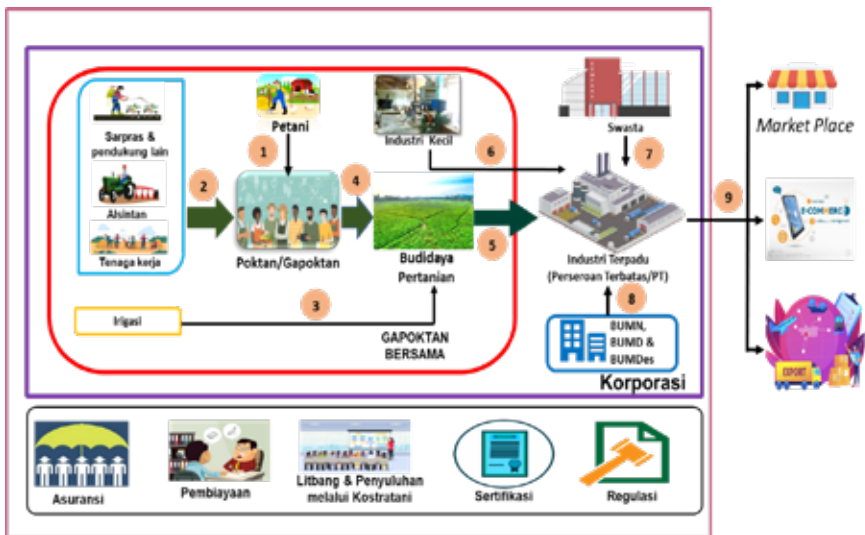 Sarpras &
pendukung lain
Alsintan
Tenaga kerja
Irigasi
Petani
1
2
3
4
5
6
7
8
9
Poktan/Gapoktan
Industri Kecil
Budidaya
Pertanian
GAPOKTAN
BERSAMA
Swasta
Industri Terpadu
(Perseroan Terbatas/PT)
BUMN,
BUMD &
BUMDes
Korporasi
Market Place
E-COMMERC
EXPORT
Asuransi
Pembiayaan
Litbang & Penyuluhan
melalui Kostratani
Sertifikasi
Regulasi